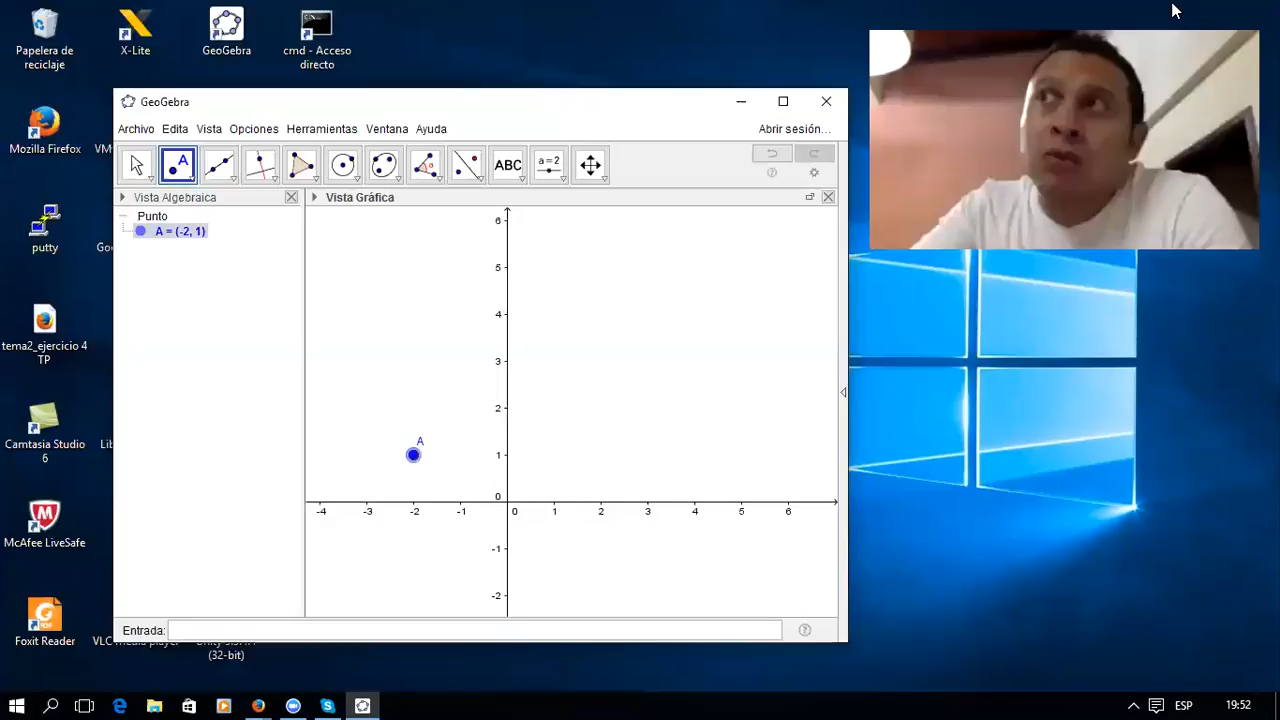 Papelera de
reciclaje
X-Lite
GeoGebra
cmd - Acceso
directo
Mozilla Firefox
VM
putty
Go
tema2_ejercicio 4
TP
Camtasia Studio
6
Lib
McAfee LiveSafe
Foxit Reader
VLC media player
(32-bit)
GeoGebra
Archivo Edita Vista Opciones Herramientas Ventana Ayuda
Abrir sesión...
A
ABC
a = 2
Vista Algebraica
Vista Gráfica
Punto
A = (-2, 1)
6
5
4
3
2
A
1
0
-4 -3 -2 -1 0 1 2 3 4 5 6
-1
-2
Entrada:
ESP
19:52